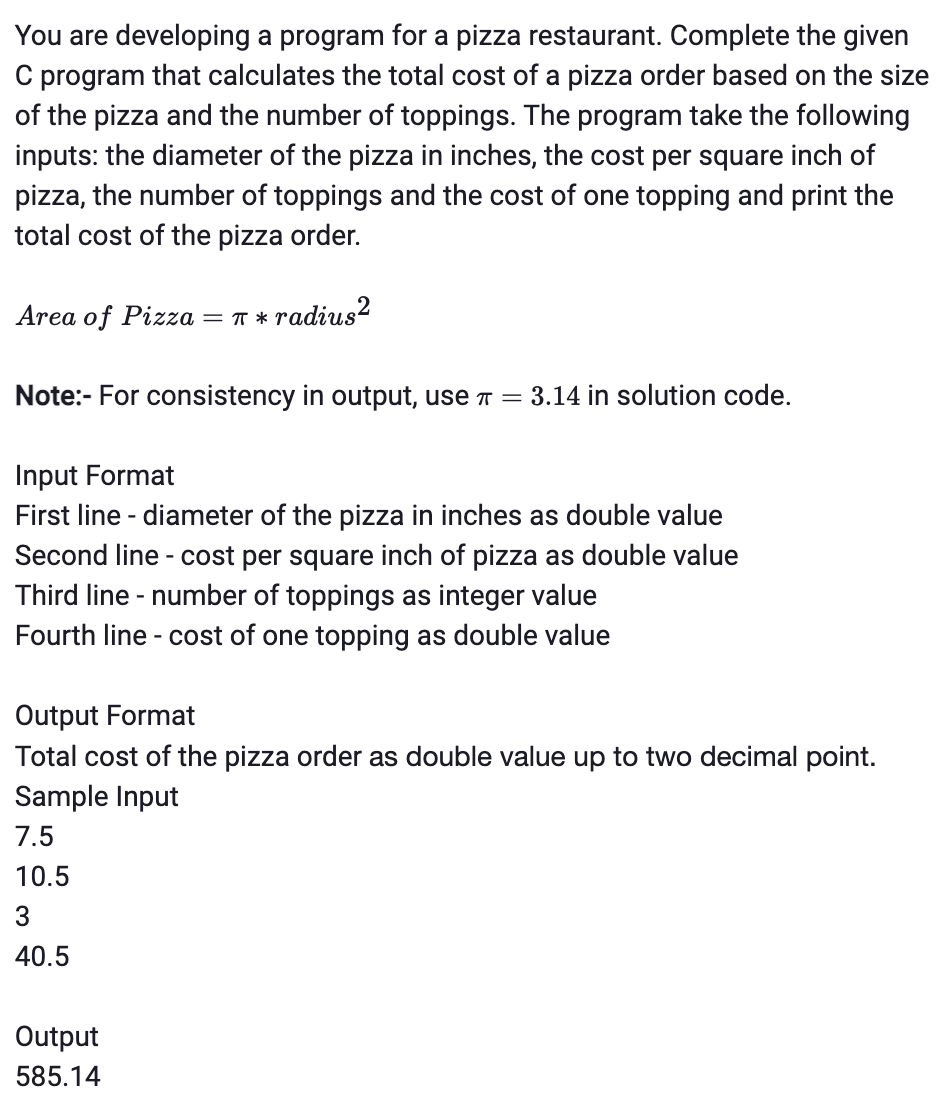 You are developing a program for a pizza restaurant. Complete the given
C program that calculates the total cost of a pizza order based on the size
of the pizza and the number of toppings. The program take the following
inputs: the diameter of the pizza in inches, the cost per square inch of
pizza, the number of toppings and the cost of one topping and print the
total cost of the pizza order.
Area of Pizza = π * radius²
Note:- For consistency in output, use π = 3.14 in solution code.
Input Format
First line - diameter of the pizza in inches as double value
Second line - cost per square inch of pizza as double value
Third line - number of toppings as integer value
Fourth line - cost of one topping as double value
Output Format
Total cost of the pizza order as double value up to two decimal point.
Sample Input
7.5
10.5
3
40.5
Output
585.14